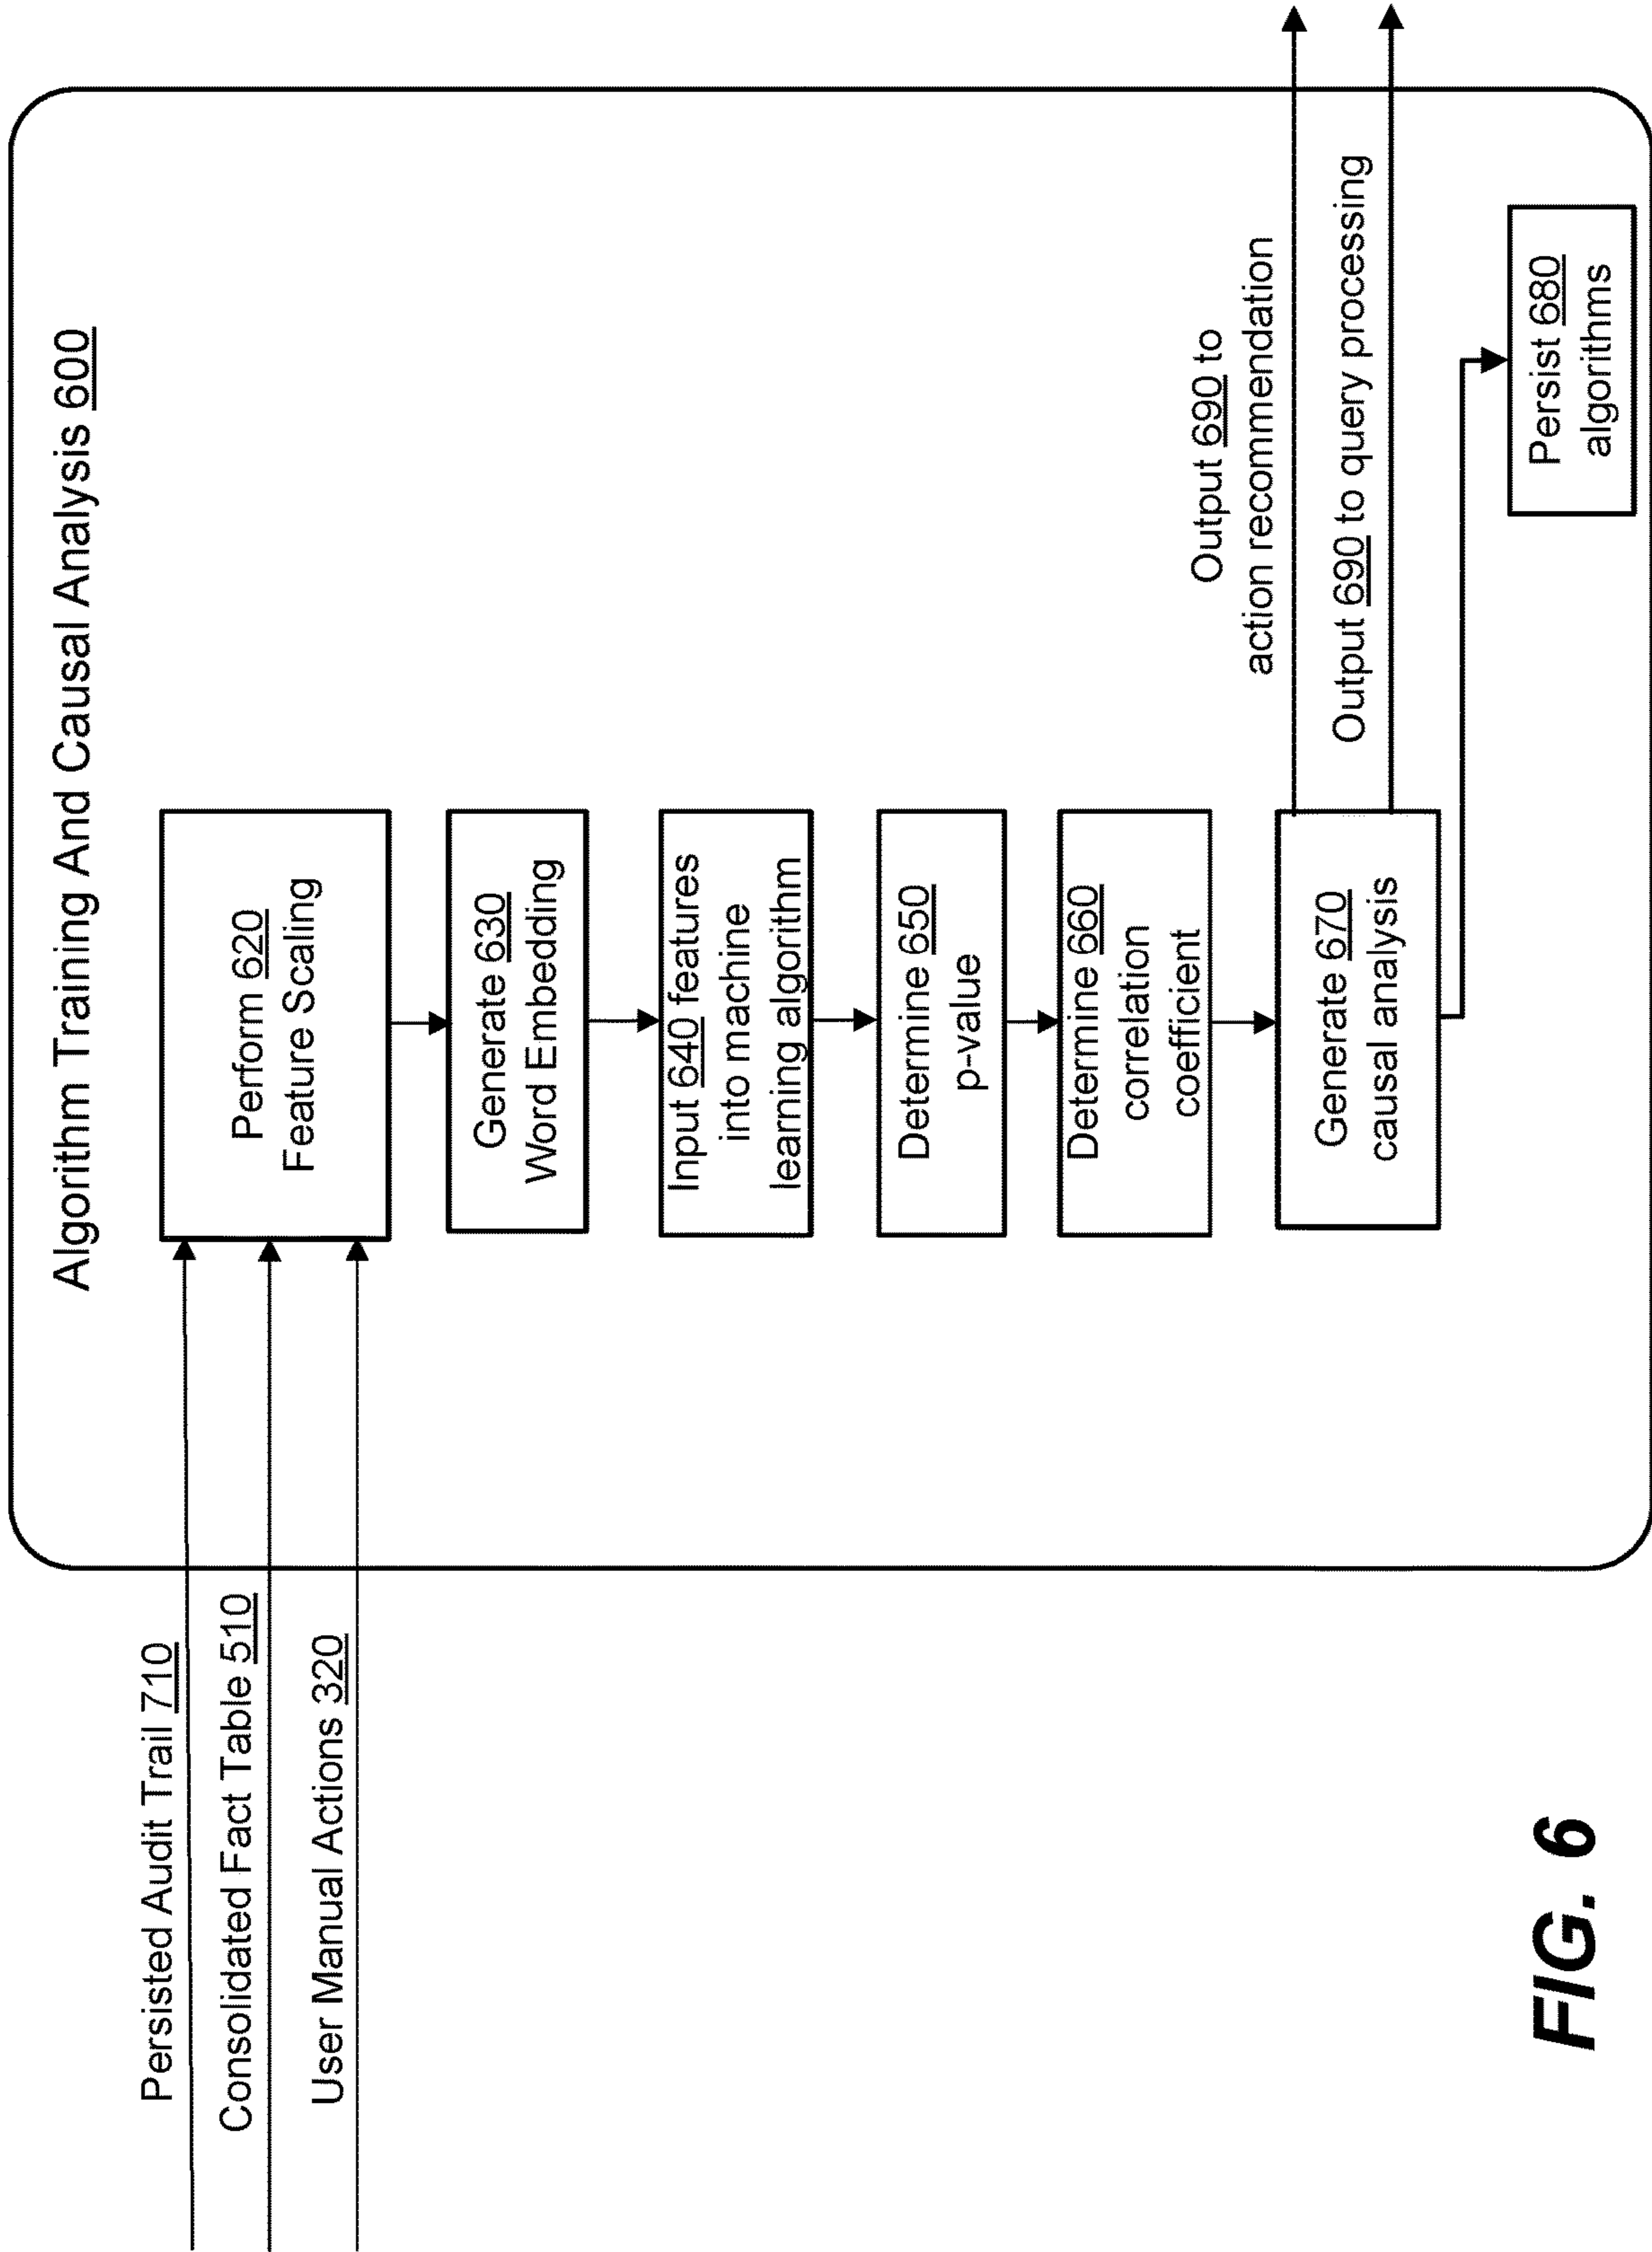 Algorithm Training And Causal Analysis 600
Persisted Audit Trail 710
Consolidated Fact Table 510
User Manual Actions 320
Perform 620
Feature Scaling
Generate 630
Word Embedding
Input 640 features
into machine
learning algorithm
Determine 650
p-value
Determine 660
correlation
coefficient
Generate 670
causal analysis
Output 690 to
action recommendation
Output 690 to query processing
Persist 680
algorithms
FIG. 6